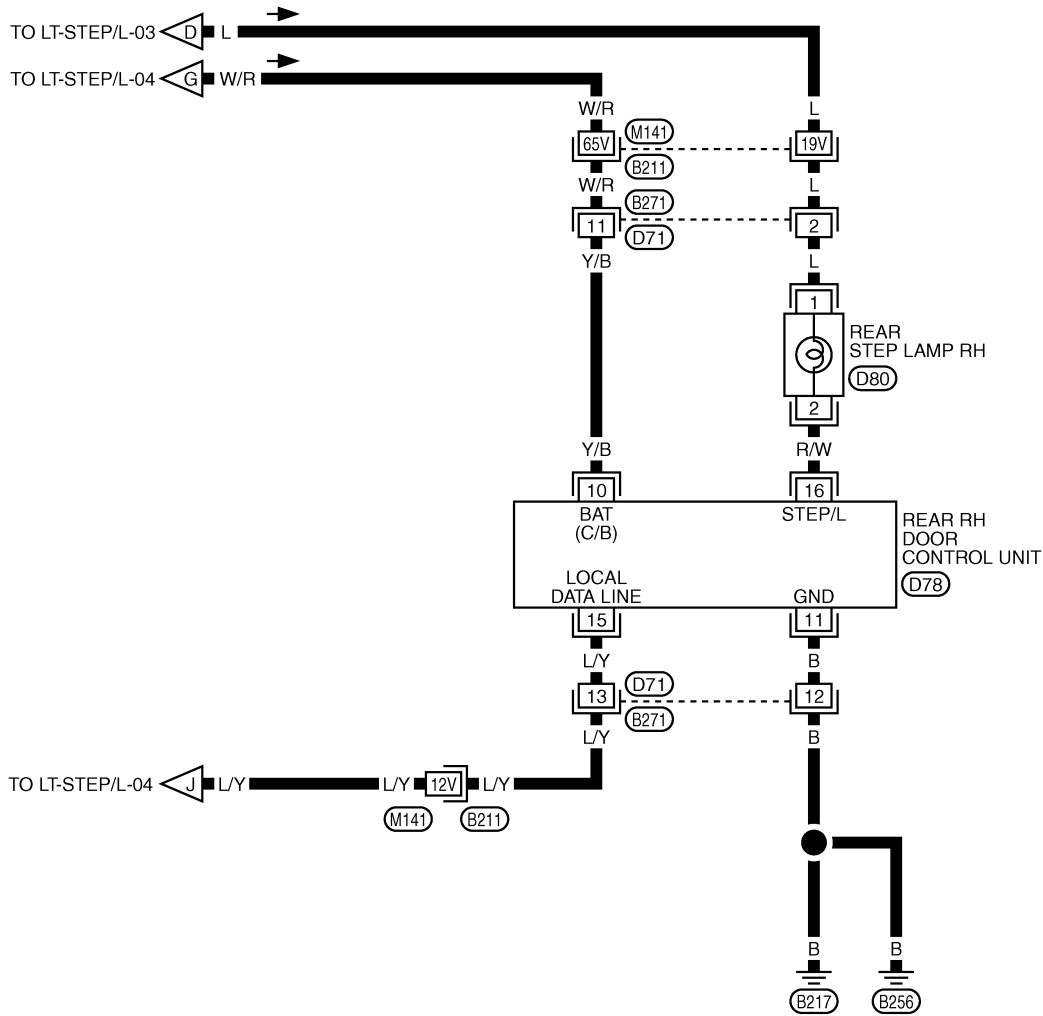 TO LT-STEP/L-03 D L
TO LT-STEP/L-04 G W/R
W/R L
65V M141 19V
B211
W/R L
B271
11 2
D71
Y/B L
1
REAR
STEP LAMP RH
D80
2
Y/B R/W
10 16
BAT STEP/L
(C/B)
REAR RH
DOOR
CONTROL UNIT
D78
LOCAL
DATA LINE GND
15 11
L/Y B
D71
13 12
B271
L/Y B
TO LT-STEP/L-04 J L/Y L/Y 12V L/Y
M141 B211
B B
B217 B256